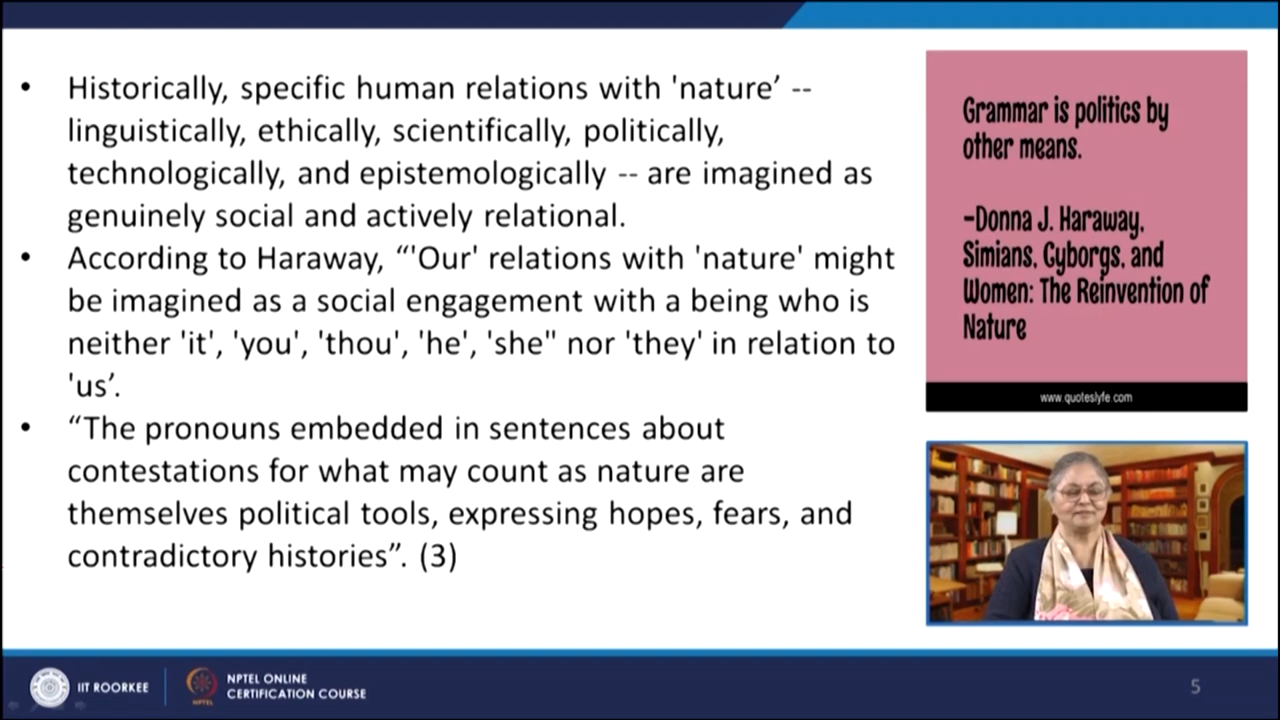 • Historically, specific human relations with 'nature’ --
linguistically, ethically, scientifically, politically,
technologically, and epistemologically -- are imagined as
genuinely social and actively relational.
• According to Haraway, “'Our' relations with 'nature' might
be imagined as a social engagement with a being who is
neither 'it', 'you', 'thou', 'he', 'she" nor 'they' in relation to
'us’.
• “The pronouns embedded in sentences about
contestations for what may count as nature are
themselves political tools, expressing hopes, fears, and
contradictory histories”. (3)
Grammar is politics by
other means.
-Donna J. Haraway,
Simians, Cyborgs, and
Women: The Reinvention of
Nature
www.quoteslyfe.com
IIT ROORKEE
NPTEL
NPTEL ONLINE
CERTIFICATION COURSE
5